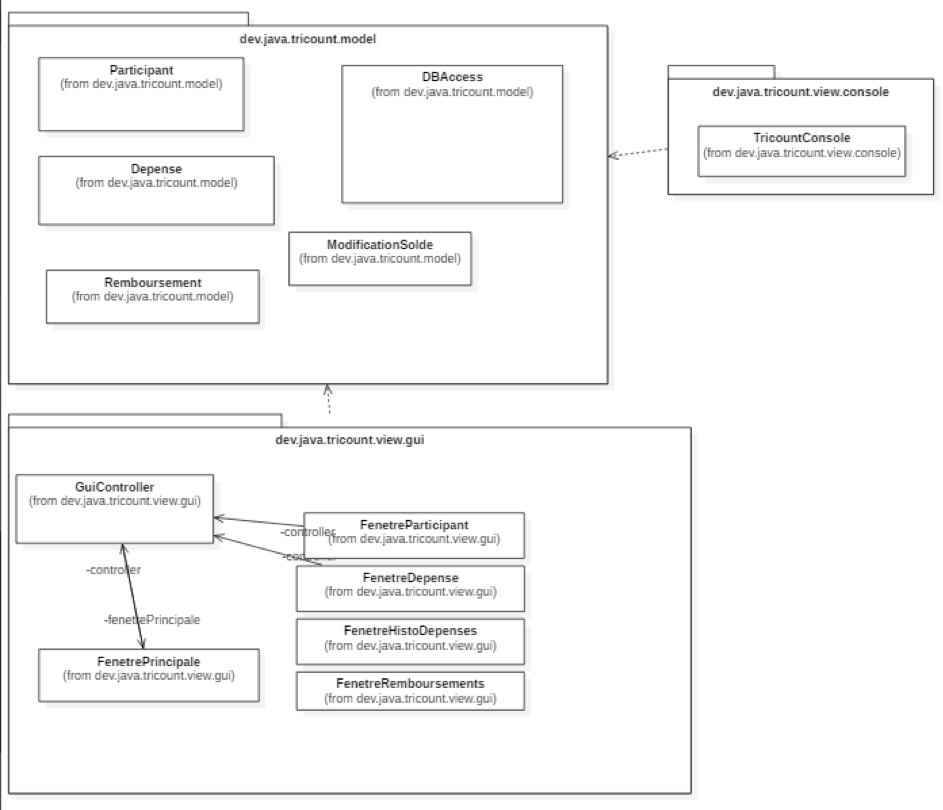 dev.java.tricount.model
Participant
(from dev.java.tricount.model)
DBAccess
(from dev.java.tricount.model)
Depense
(from dev.java.tricount.model)
ModificationSolde
(from dev.java.tricount.model)
Remboursement
(from dev.java.tricount.model)
dev.java.tricount.view.console
TricountConsole
(from dev.java.tricount.view.console)
dev.java.tricount.view.gui
GuiController
(from dev.java.tricount.view.gui)
-controller
FenetreParticipant
(from dev.java.tricount.view.gui)
-controller
-controller
FenetreDepense
(from dev.java.tricount.view.gui)
-fenetrePrincipale
FenetreHistoDepenses
(from dev.java.tricount.view.gui)
FenetrePrincipale
(from dev.java.tricount.view.gui)
FenetreRemboursements
(from dev.java.tricount.view.gui)